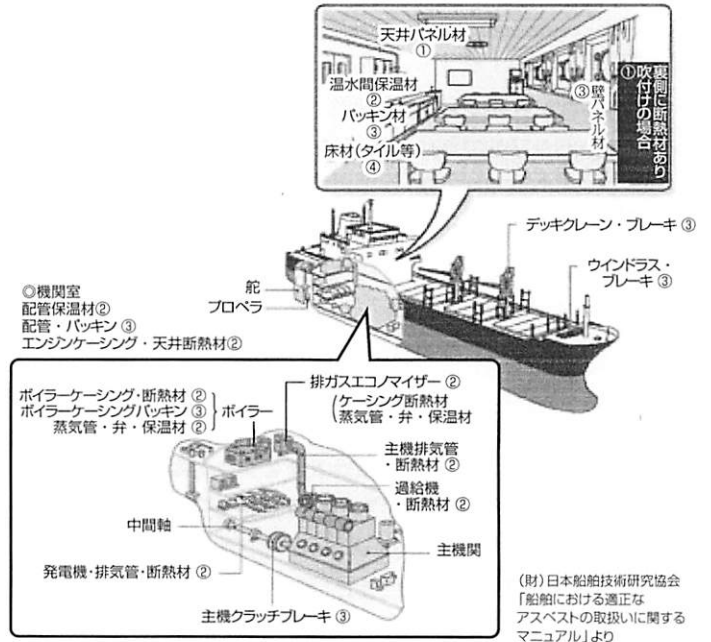 天井パネル材
①
温水間保温材
②
パッキン材
③
床材(タイル等)
④
③壁パネル材
裏側に断熱材あり
①吹付けの場合
デッキクレーン・ブレーキ ③
ウインドラス・
ブレーキ ③
舵
プロペラ
◎機関室
配管保温材②
配管・パッキン ③
エンジンケーシング・天井断熱材②
ボイラーケーシング・断熱材 ②
ボイラーケーシングパッキン ③
蒸気管・弁・保温材 ②
ボイラー
排ガスエコノマイザー ②
ケーシング断熱材
蒸気管・弁・保温材
主機排気管
・断熱材 ②
過給機
・断熱材 ②
中間軸
主機関
発電機・排気管・断熱材 ②
主機クラッチブレーキ ③
(財)日本船舶技術研究協会
「船舶における適正な
アスベストの取扱いに関する
マニュアル」より